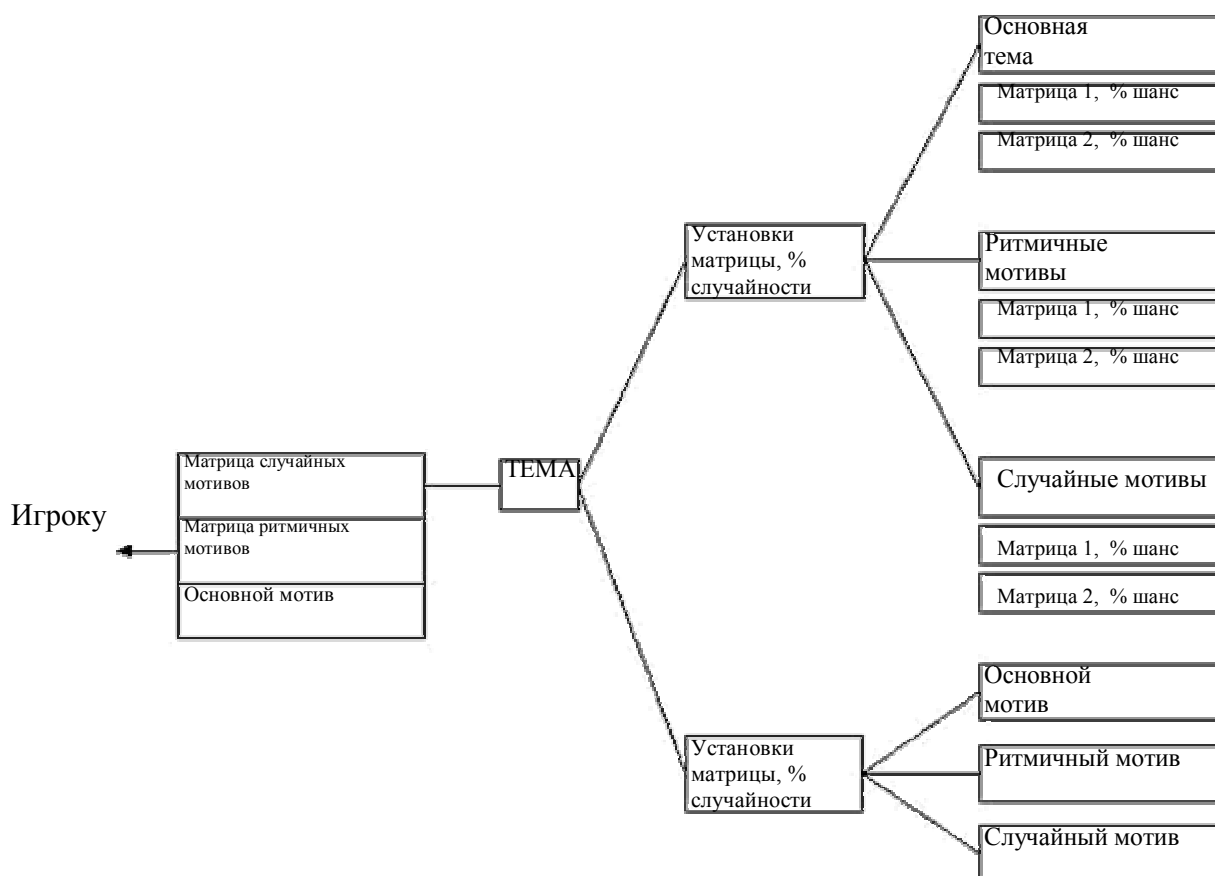 Основная
тема
Матрица 1, % шанс
Матрица 2, % шанс
Установки
матрицы, %
случайности
Ритмичные
мотивы
Матрица 1, % шанс
Матрица 2, % шанс
Матрица случайных
мотивов
ТЕМА
Случайные мотивы
Игроку
Матрица ритмичных
мотивов
Матрица 1, % шанс
Основной мотив
Матрица 2, % шанс
Основной
мотив
Установки
матрицы, %
случайности
Ритмичный мотив
Случайный мотив